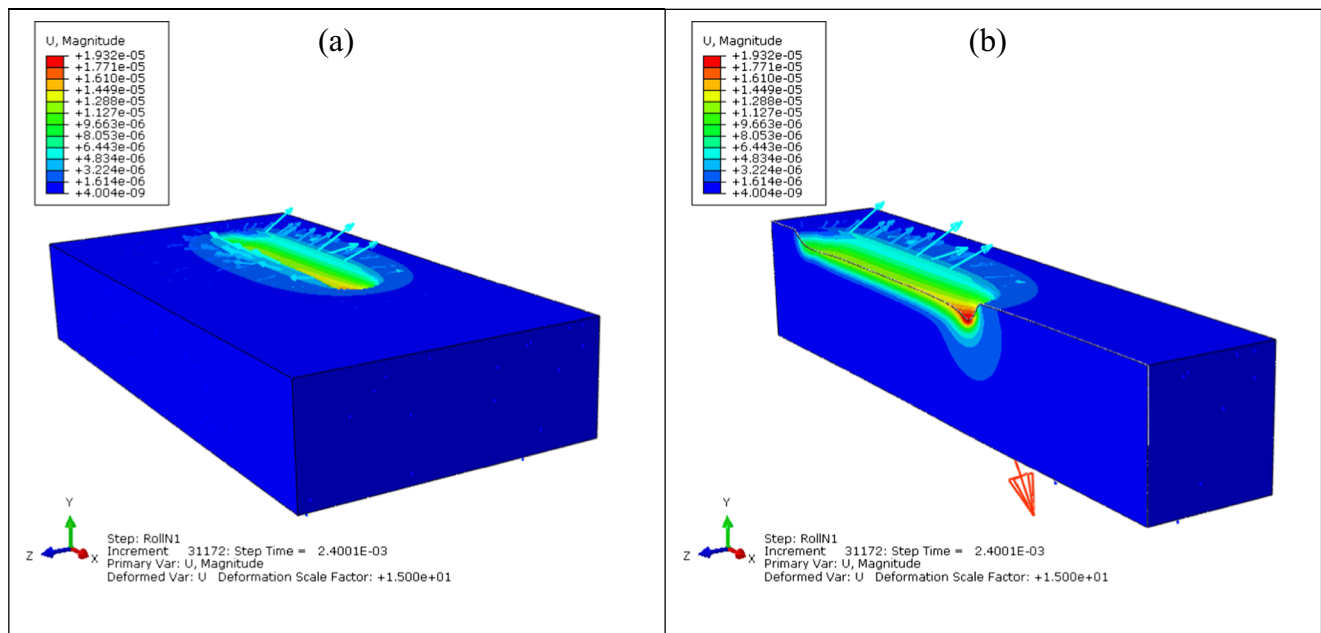 (a)
U, Magnitude
+1.932e-05
+1.771e-05
+1.610e-05
+1.449e-05
+1.288e-05
+1.127e-05
+9.663e-06
+8.053e-06
+6.443e-06
+4.834e-06
+3.224e-06
+1.614e-06
+4.004e-09
Y
Z
X
Step: RollN1
Increment 31172: Step Time = 2.4001E-03
Primary Var: U, Magnitude
Deformed Var: U Deformation Scale Factor: +1.500e+01
(b)
U, Magnitude
+1.932e-05
+1.771e-05
+1.610e-05
+1.449e-05
+1.288e-05
+1.127e-05
+9.663e-06
+8.053e-06
+6.443e-06
+4.834e-06
+3.224e-06
+1.614e-06
+4.004e-09
Y
Z
X
Step: RollN1
Increment 31172: Step Time = 2.4001E-03
Primary Var: U, Magnitude
Deformed Var: U Deformation Scale Factor: +1.500e+01